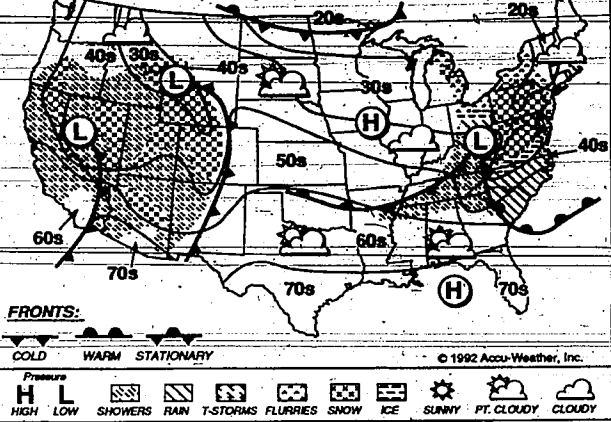 20s 20s
40s 30s 40s
L
30s
L H L
50s 40s
60s 60s
70s
70s H 70s
FRONTS:
COLD WARM STATIONARY
© 1992 Accu-Weather, Inc.
Pressure
H L
HIGH LOW SHOWERS RAIN T-STORMS FLURRIES SNOW ICE SUNNY PT. CLOUDY CLOUDY